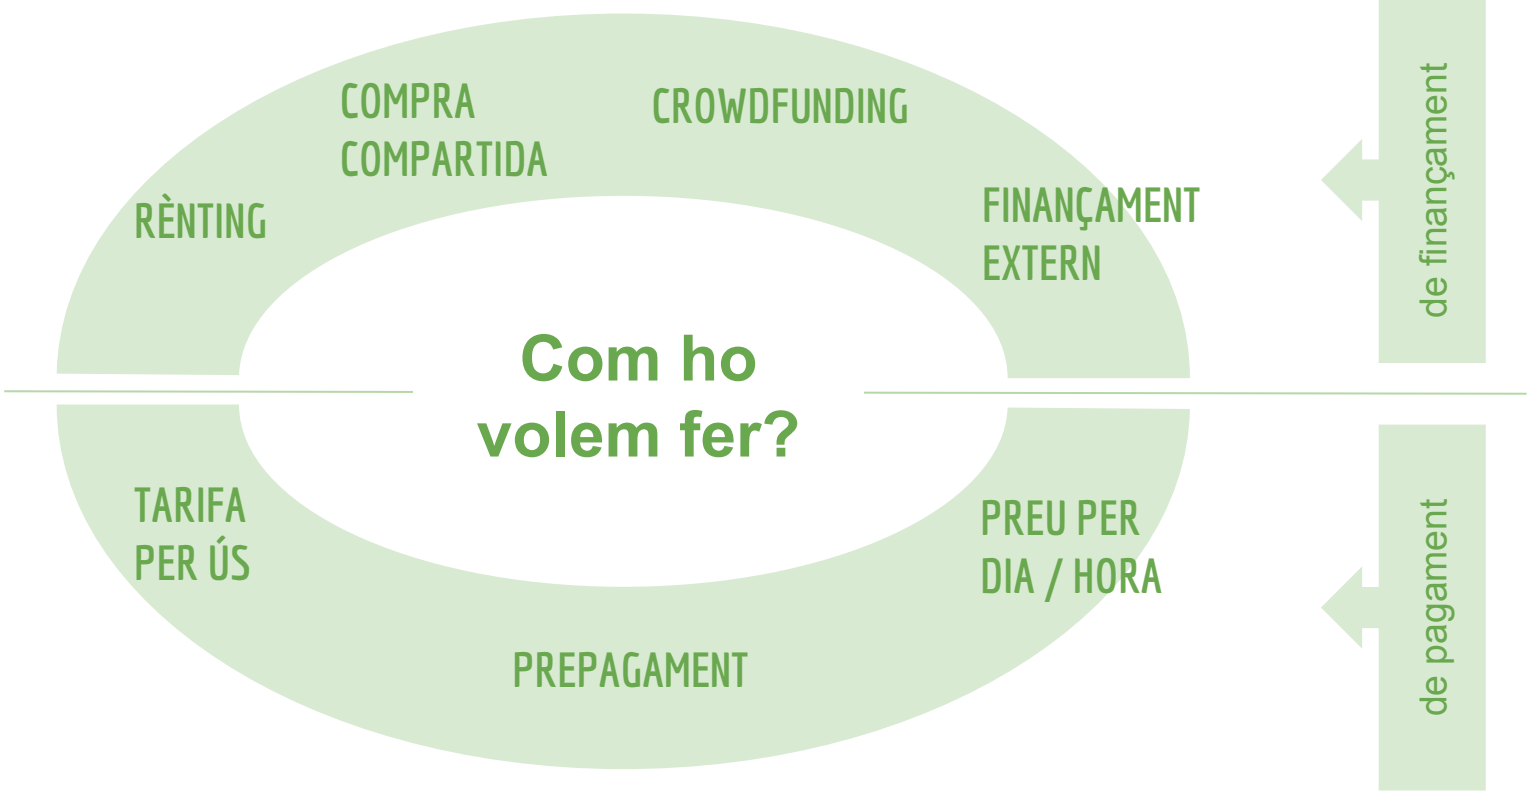 COMPRA
COMPARTIDA
CROWDFUNDING
RÈNTING
FINANÇAMENT
EXTERN
de finançament
Com ho
volem fer?
TARIFA
PER ÚS
PREU PER
DIA / HORA
PREPAGAMENT
de pagament